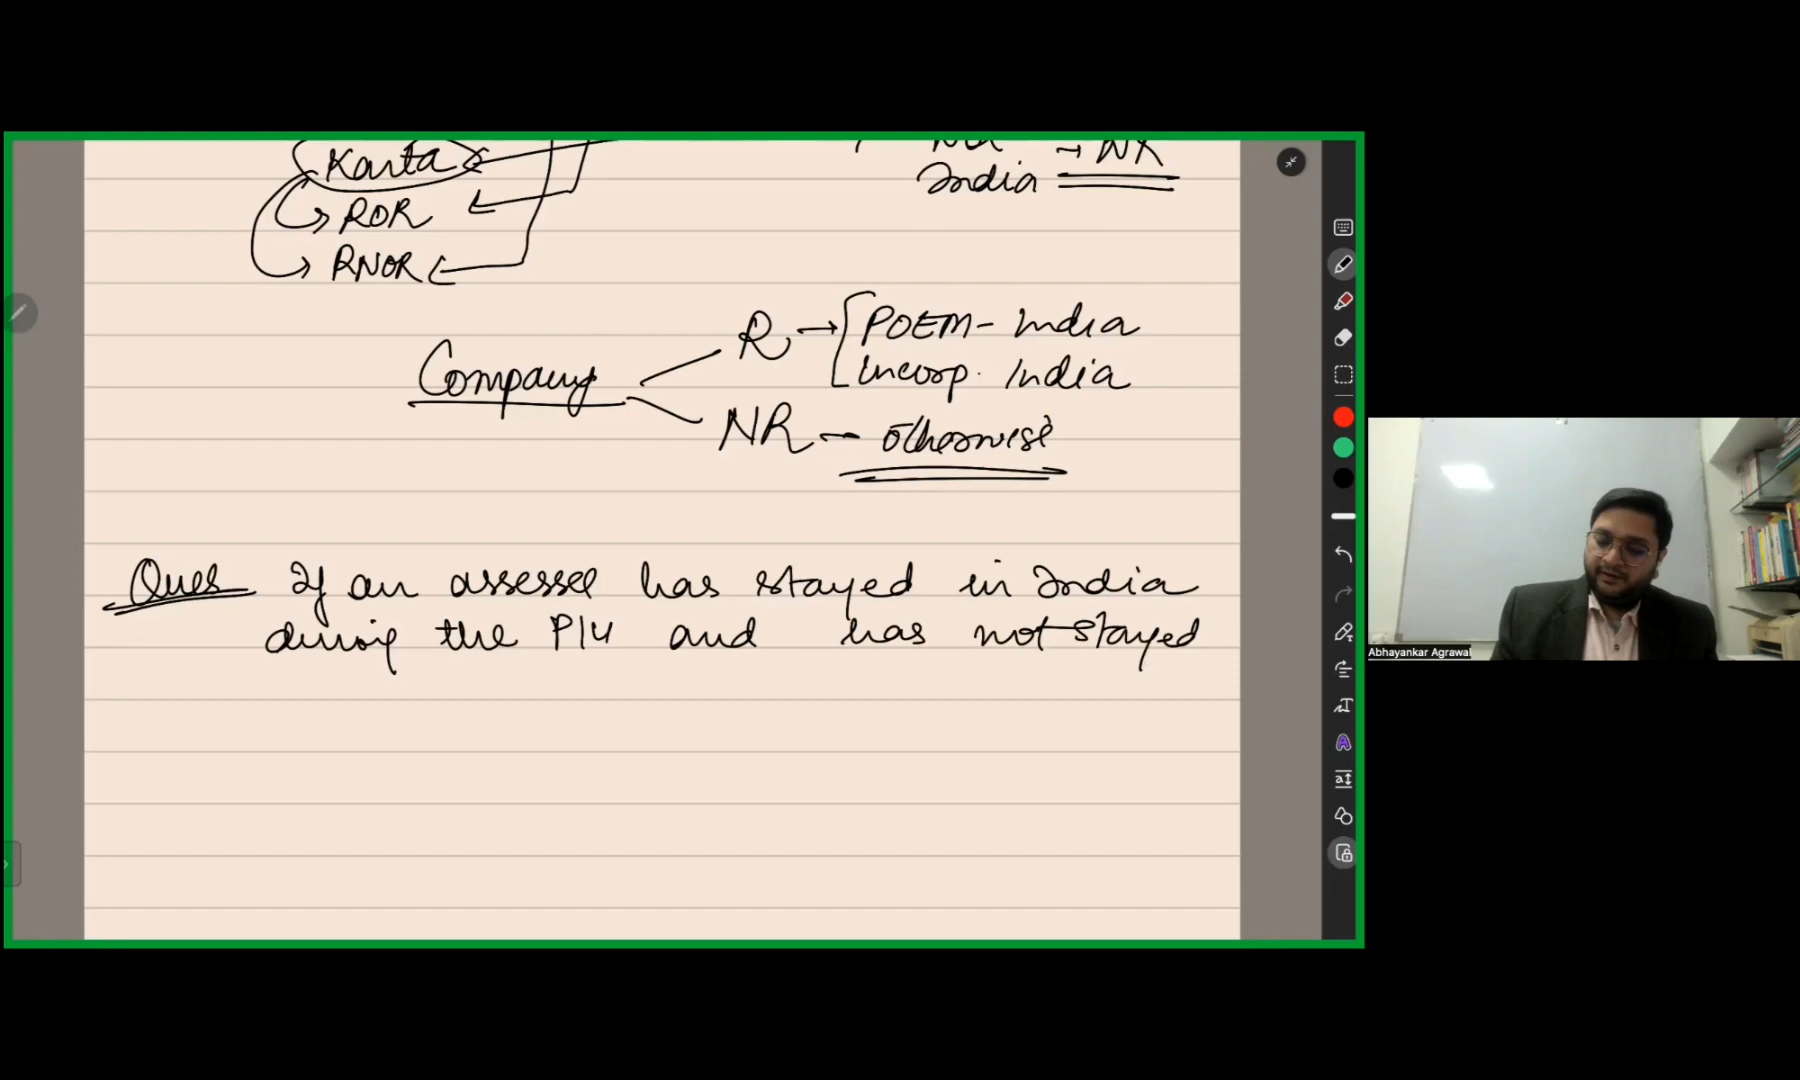 Karta
ROR
RNOR
→ NR
India
Company
R → POEM - India
Incorp. India
NR - otherwise
Ques If an assessee has stayed in India
during the P/Y and has not stayed
Abhayankar Agrawal